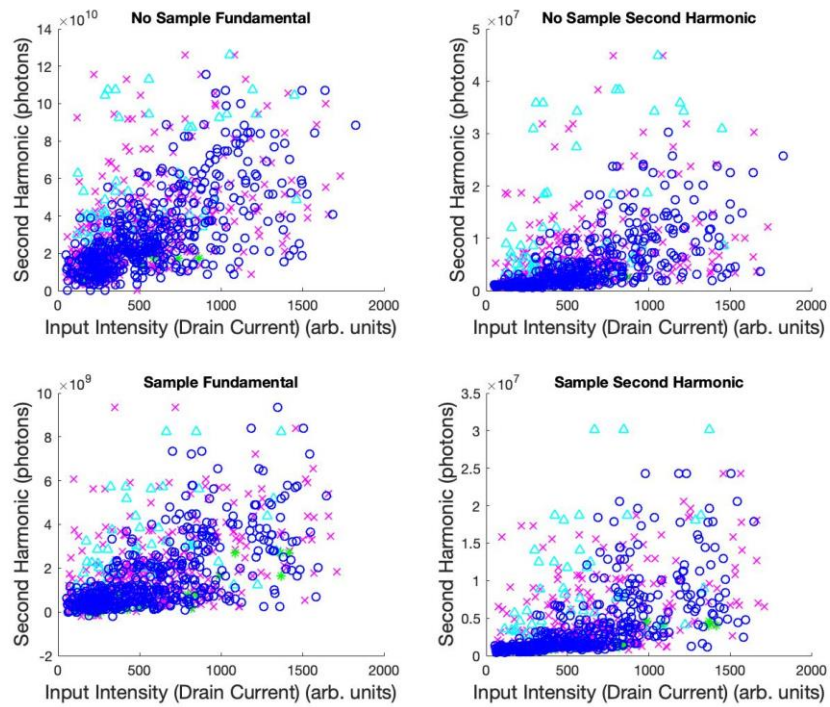 No Sample Fundamental
×10^10
14
12
10
8
6
4
2
0
Second Harmonic (photons)
0 500 1000 1500 2000
Input Intensity (Drain Current) (arb. units)
No Sample Second Harmonic
×10^7
5
4
3
2
1
0
Second Harmonic (photons)
0 500 1000 1500 2000
Input Intensity (Drain Current) (arb. units)
Sample Fundamental
×10^9
10
8
6
4
2
0
-2
Second Harmonic (photons)
0 500 1000 1500 2000
Input Intensity (Drain Current) (arb. units)
Sample Second Harmonic
×10^7
3.5
3
2.5
2
1.5
1
0.5
0
Second Harmonic (photons)
0 500 1000 1500 2000
Input Intensity (Drain Current) (arb. units)